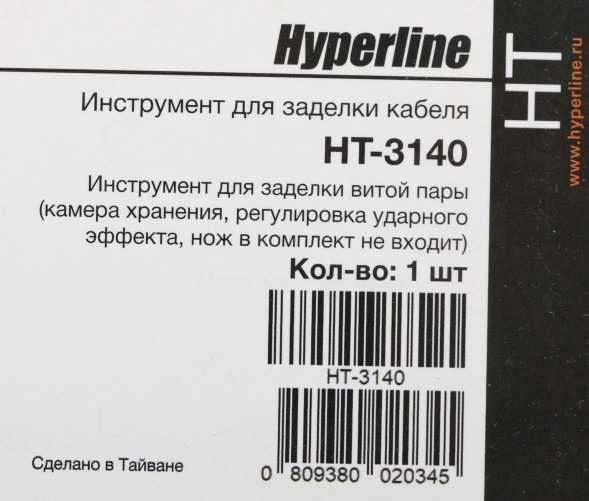 Hyperline
Инструмент для заделки кабеля
HT-3140
Инструмент для заделки витой пары
(камера хранения, регулировка ударного
эффекта, нож в комплект не входит)
Кол-во: 1 шт
HT-3140
0 809380 020345
Сделано в Тайване
HT
www.hyperline.ru